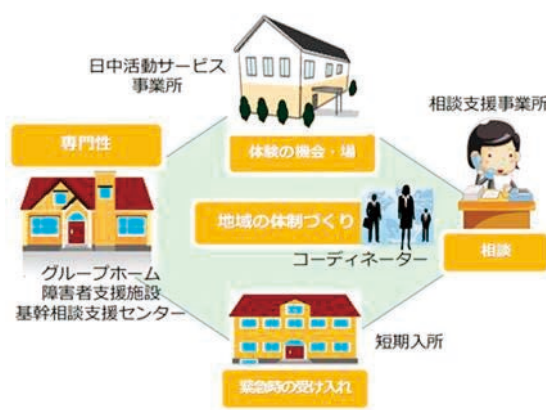 日中活動サービス
事業所
相談支援事業所
専門性
体験の機会・場
地域の体制づくり
コーディネーター
相談
グループホーム
障害者支援施設
基幹相談支援センター
短期入所
緊急時の受け入れ